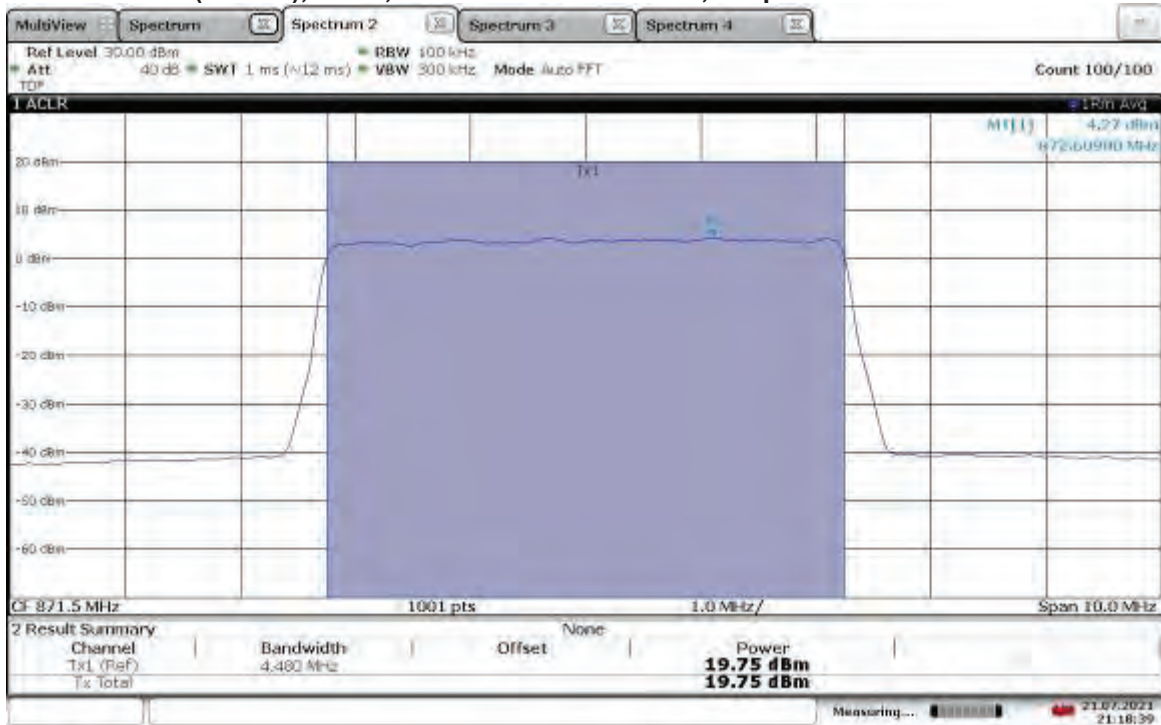 MultiView Spectrum Spectrum 2 Spectrum 3 Spectrum 4
Ref Level 30.00 dBm RBW 100 kHz
Att 40 dB SWT 1 ms (~12 ms) VBW 300 kHz Mode Auto FFT Count 100/100
TDF
1 ACLR 1Rm Avg
M1[1] 4.27 dBm
872.60980 MHz
20 dBm
Tx1
10 dBm
0 dBm
-10 dBm
-20 dBm
-30 dBm
-40 dBm
-50 dBm
-60 dBm
CF 871.5 MHz 1001 pts 1.0 MHz/ Span 10.0 MHz
2 Result Summary None
Channel Bandwidth Offset Power
Tx1 (Ref) 4.480 MHz 19.75 dBm
Tx Total 19.75 dBm
Measuring... 21.07.2021
21:18:39